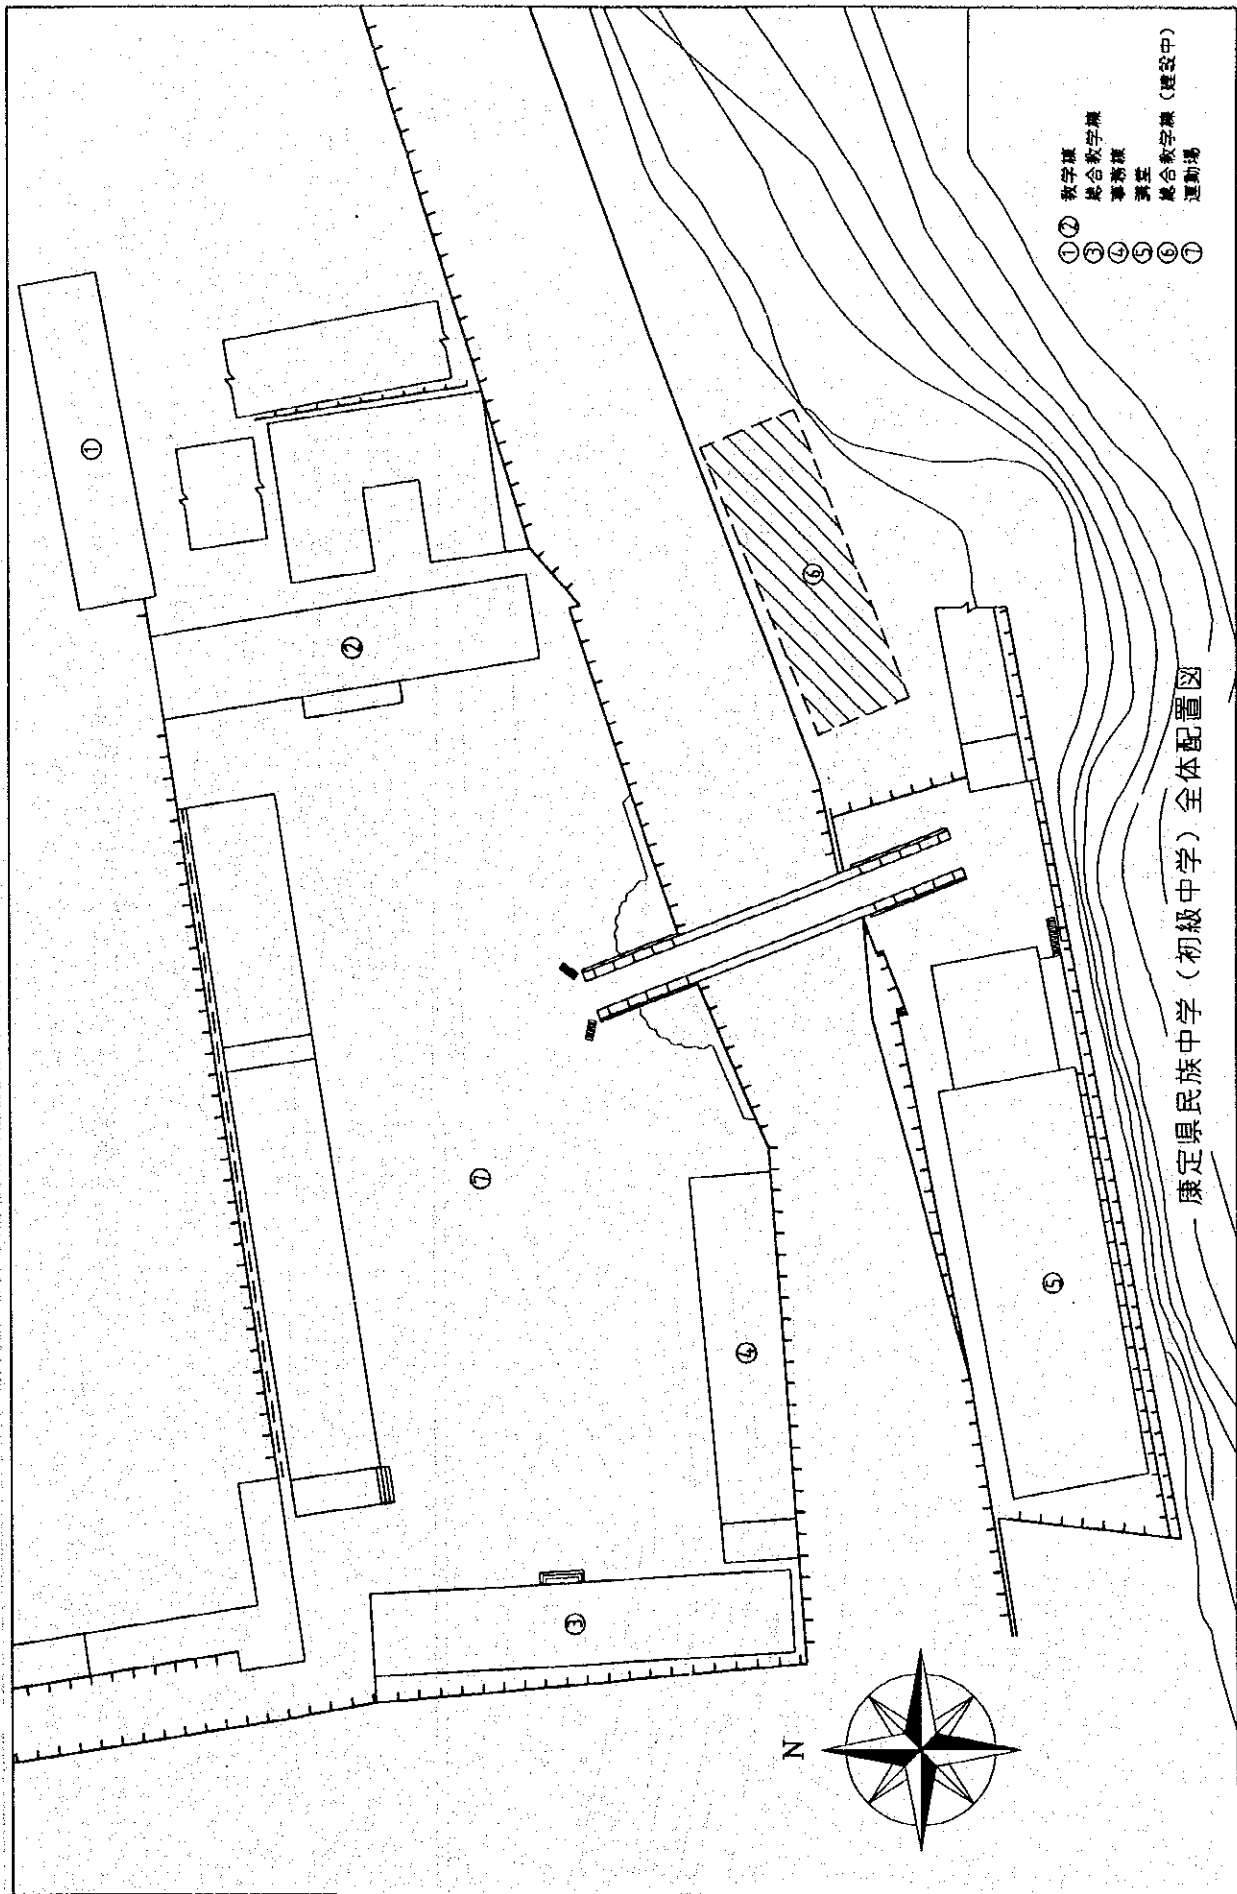 ①② 教学棟
③ 総合教学棟
④ 事務棟
⑤ 講堂
⑥ 総合教学棟（建設中）
⑦ 運動場
①
②
③
④
⑤
⑥
⑦
N
康定県民族中学（初級中学）全体配置図